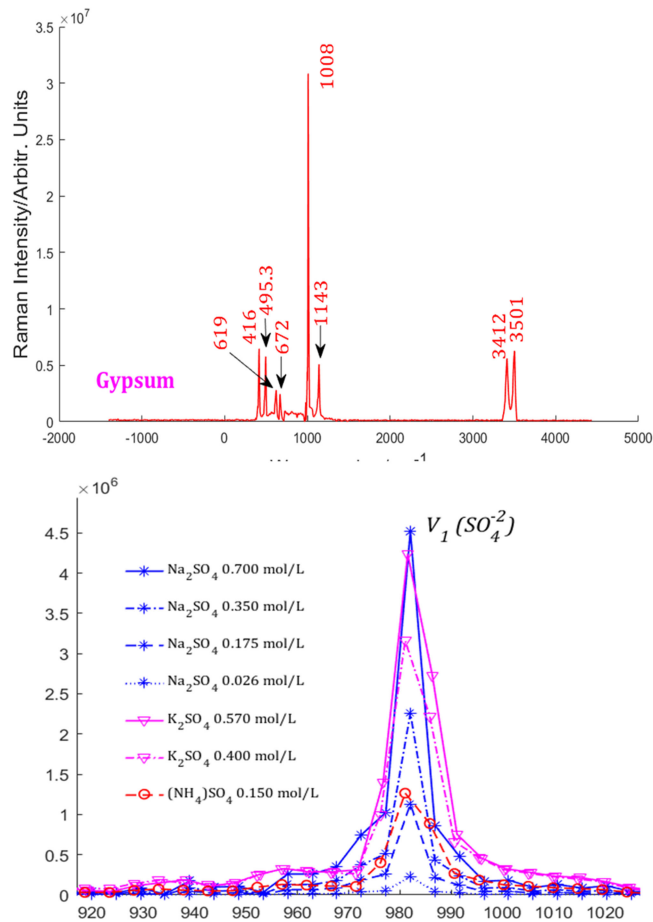 ×10⁷
3.5
3
2.5
2
1.5
1
0.5
0
Raman Intensity/Arbitr. Units
1008
619
416
495.3
672
1143
3412
3501
Gypsum
-2000 -1000 0 1000 2000 3000 4000 5000
-1
×10⁶
4.5
4
3.5
3
2.5
2
1.5
1
0.5
0
V₁ (SO₄⁻²)
Na₂SO₄ 0.700 mol/L
Na₂SO₄ 0.350 mol/L
Na₂SO₄ 0.175 mol/L
Na₂SO₄ 0.026 mol/L
K₂SO₄ 0.570 mol/L
K₂SO₄ 0.400 mol/L
(NH₄)SO₄ 0.150 mol/L
920 930 940 950 960 970 980 990 1000 1010 1020